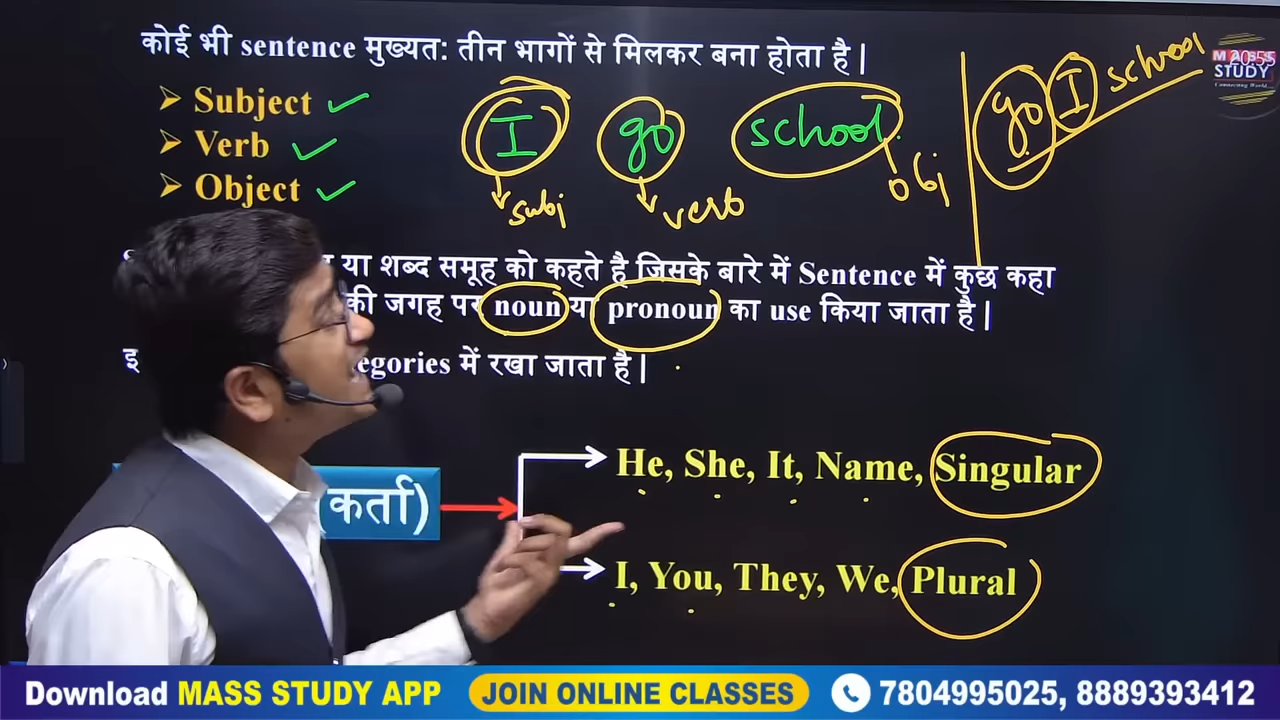 कोई भी sentence मुख्यत: तीन भागों से मिलकर बना होता है |
➢ Subject ✓
➢ Verb ✓
➢ Object ✓
I go school.
subj verb obj
go I school
MASS
STUDY
Connecting World...
या शब्द समूह को कहते है जिसके बारे में Sentence में कुछ कहा
की जगह पर noun या pronoun का use किया जाता है |
egories में रखा जाता है |
कर्ता)
He, She, It, Name, Singular
I, You, They, We, Plural
Download MASS STUDY APP JOIN ONLINE CLASSES 7804995025, 8889393412